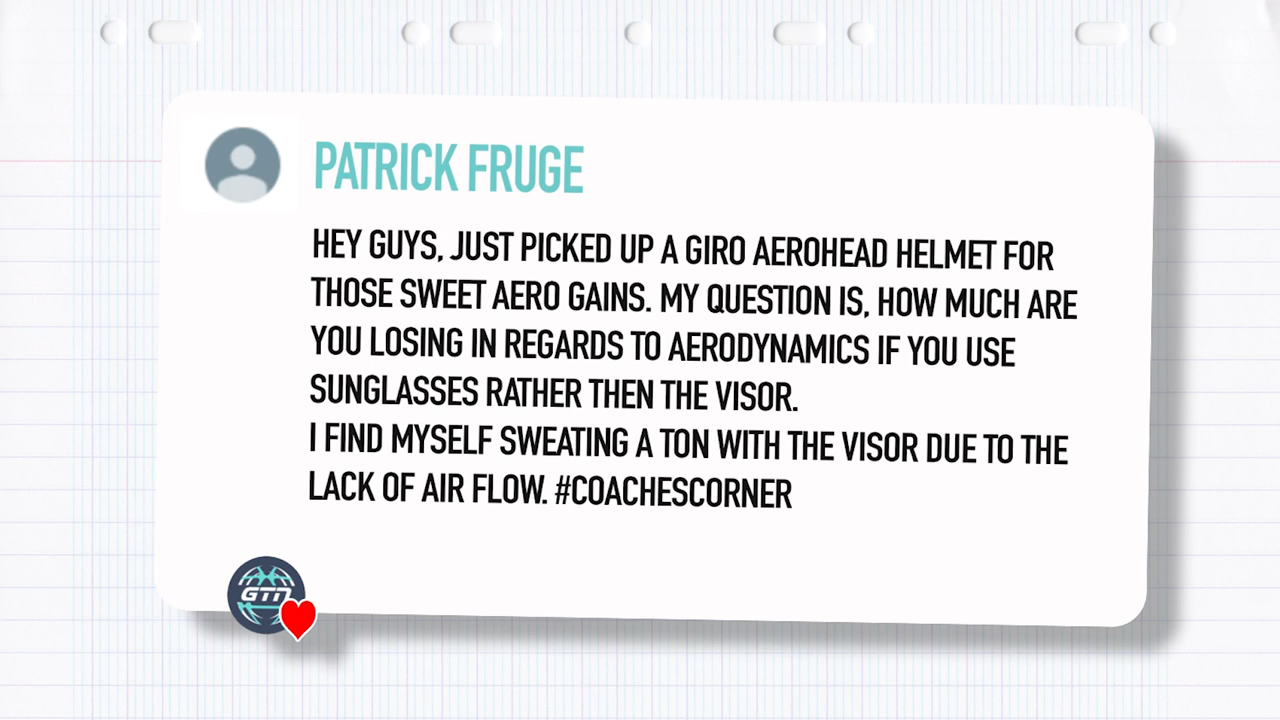 PATRICK FRUGE
HEY GUYS, JUST PICKED UP A GIRO AEROHEAD HELMET FOR
THOSE SWEET AERO GAINS. MY QUESTION IS, HOW MUCH ARE
YOU LOSING IN REGARDS TO AERODYNAMICS IF YOU USE
SUNGLASSES RATHER THEN THE VISOR.
I FIND MYSELF SWEATING A TON WITH THE VISOR DUE TO THE
LACK OF AIR FLOW. #COACHESCORNER
GTN